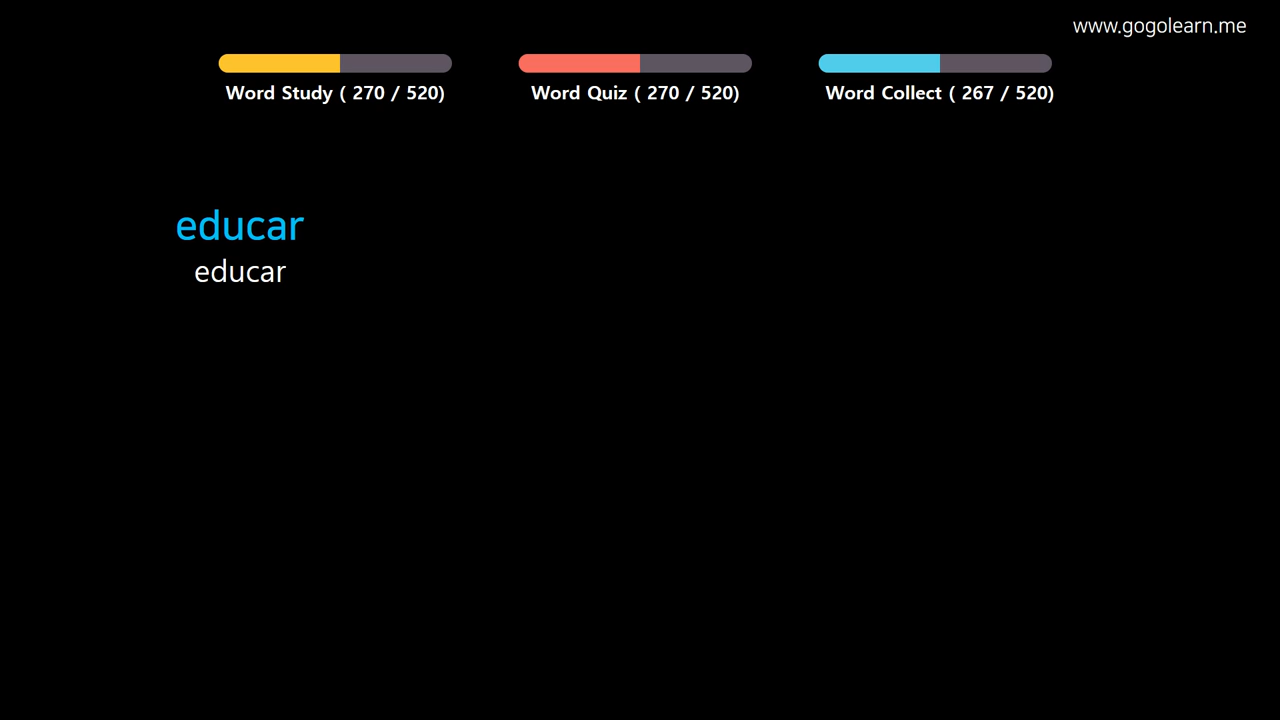 www.gogolearn.me
Word Study ( 270 / 520)
Word Quiz ( 270 / 520)
Word Collect ( 267 / 520)
educar
educar